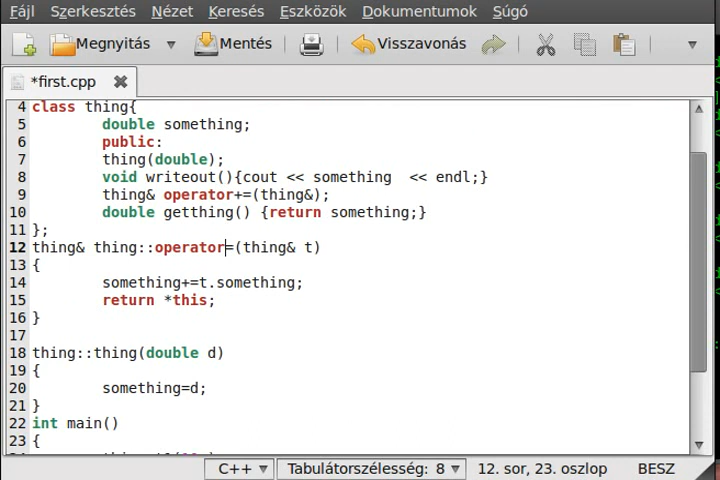 Fájl Szerkesztés Nézet Keresés Eszközök Dokumentumok Súgó
Megnyitás Mentés Visszavonás
*first.cpp
4 class thing{
5 double something;
6 public:
7 thing(double);
8 void writeout(){cout << something  << endl;}
9 thing& operator+=(thing&);
10 double getthing() {return something;}
11 };
12 thing& thing::operator=(thing& t)
13 {
14 something+=t.something;
15 return *this;
16 }
17
18 thing::thing(double d)
19 {
20 something=d;
21 }
22 int main()
23 {
C++ Tabulátorszélesség: 8 12. sor, 23. oszlop BESZ